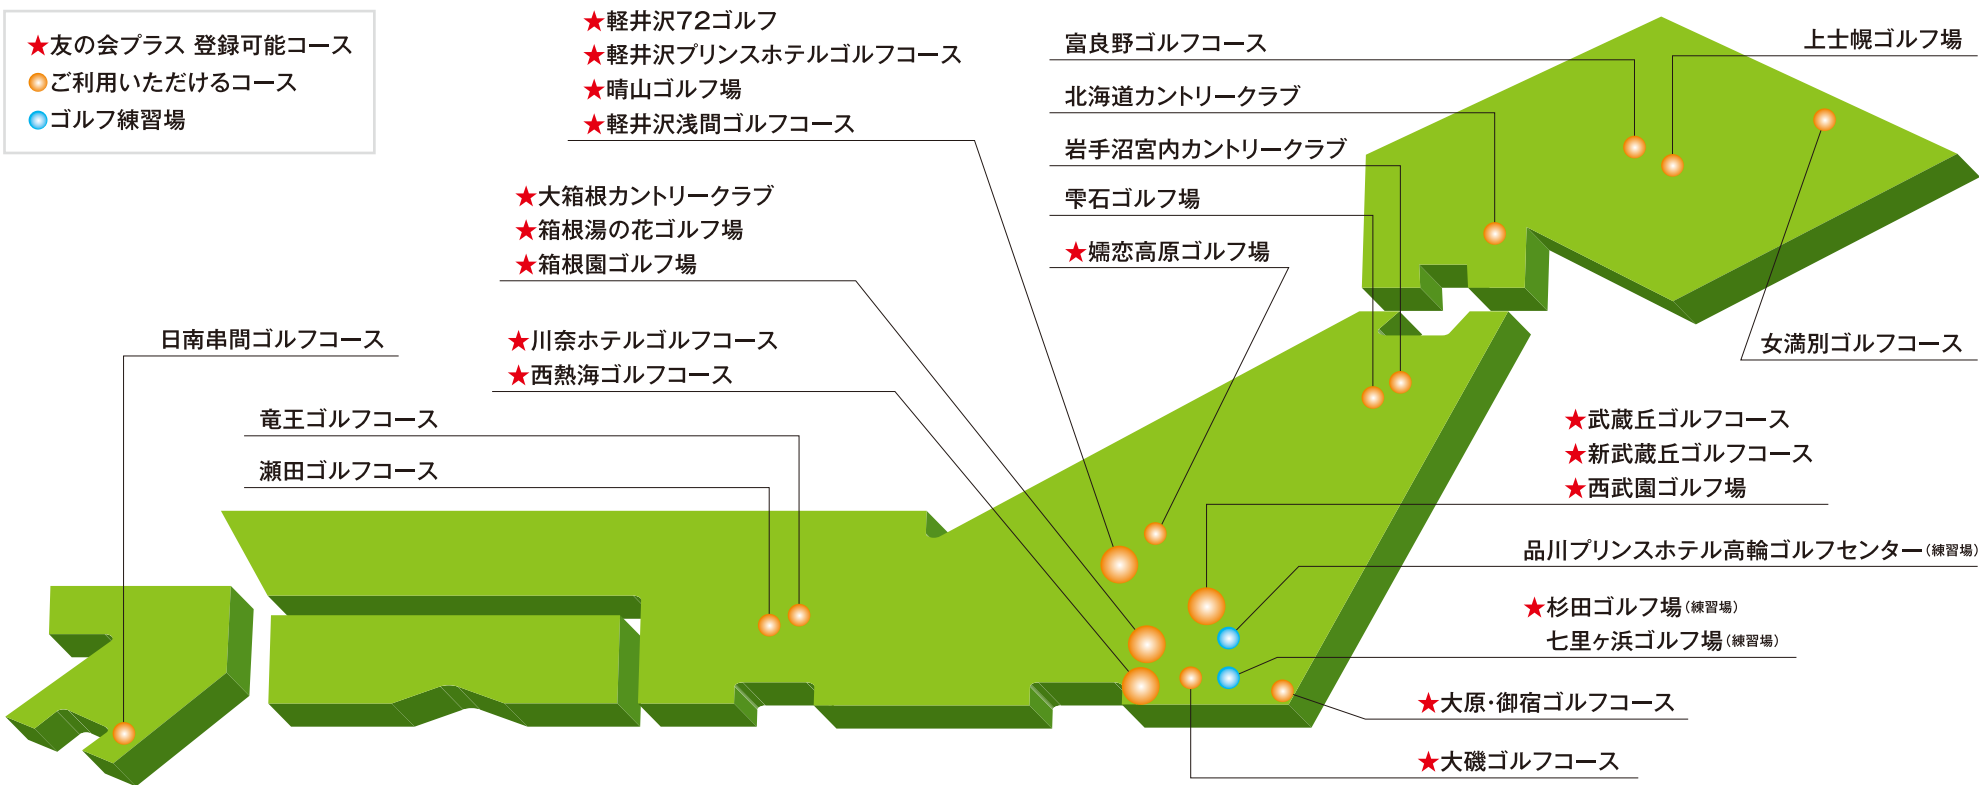 ★友の会プラス 登録可能コース
ご利用いただけるコース
ゴルフ練習場
★軽井沢72ゴルフ
★軽井沢プリンスホテルゴルフコース
★晴山ゴルフ場
★軽井沢浅間ゴルフコース
★大箱根カントリークラブ
★箱根湯の花ゴルフ場
★箱根園ゴルフ場
★川奈ホテルゴルフコース
★西熱海ゴルフコース
日南串間ゴルフコース
竜王ゴルフコース
瀬田ゴルフコース
富良野ゴルフコース
北海道カントリークラブ
岩手沼宮内カントリークラブ
雫石ゴルフ場
★嬬恋高原ゴルフ場
上士幌ゴルフ場
女満別ゴルフコース
★武蔵丘ゴルフコース
★新武蔵丘ゴルフコース
★西武園ゴルフ場
品川プリンスホテル高輪ゴルフセンター(練習場)
★杉田ゴルフ場(練習場)
七里ヶ浜ゴルフ場(練習場)
★大原・御宿ゴルフコース
★大磯ゴルフコース